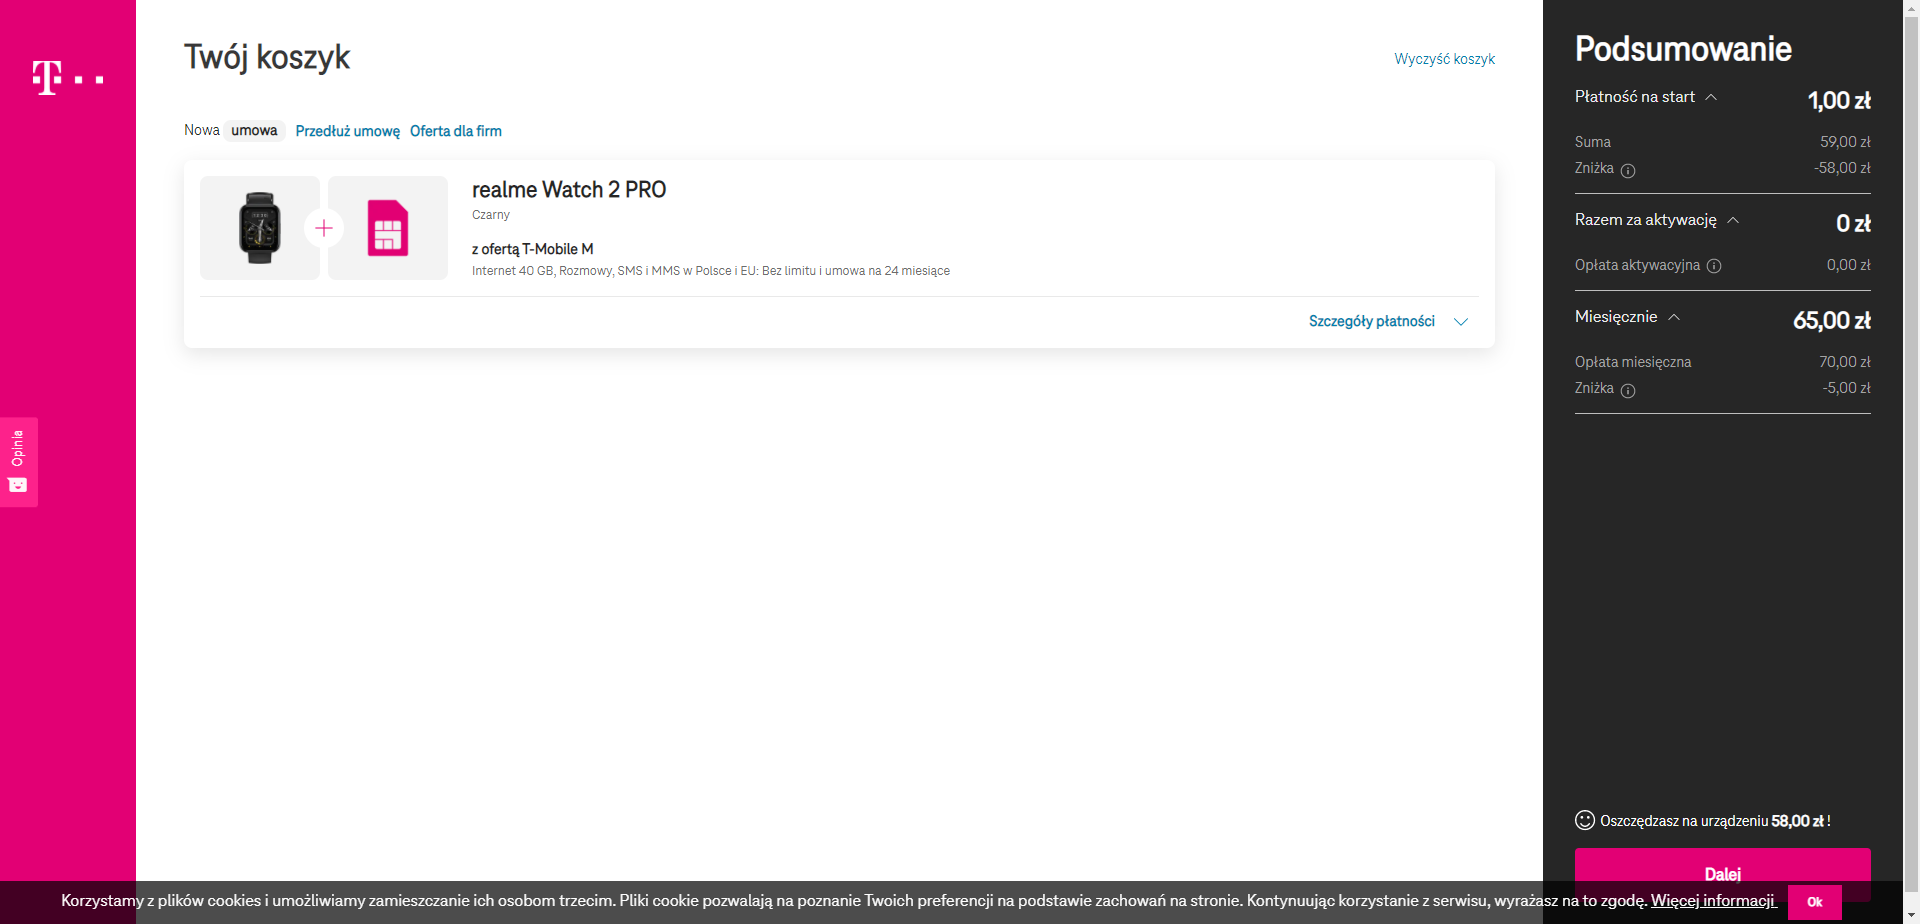 Twój koszyk
Wyczyść koszyk
Nowa umowa Przedłuż umowę Oferta dla firm
realme Watch 2 PRO
Czarny
z ofertą T-Mobile M
Internet 40 GB, Rozmowy, SMS i MMS w Polsce i EU: Bez limitu i umowa na 24 miesiące
Szczegóły płatności
Opinia
Podsumowanie
Płatność na start 1,00 zł
Suma 59,00 zł
Zniżka -58,00 zł
Razem za aktywację 0 zł
Opłata aktywacyjna 0,00 zł
Miesięcznie 65,00 zł
Opłata miesięczna 70,00 zł
Zniżka -5,00 zł
Oszczędzasz na urządzeniu 58,00 zł !
Dalej
Korzystamy z plików cookies i umożliwiamy zamieszczanie ich osobom trzecim. Pliki cookie pozwalają na poznanie Twoich preferencji na podstawie zachowań na stronie. Kontynuując korzystanie z serwisu, wyrażasz na to zgodę. Więcej informacji Ok